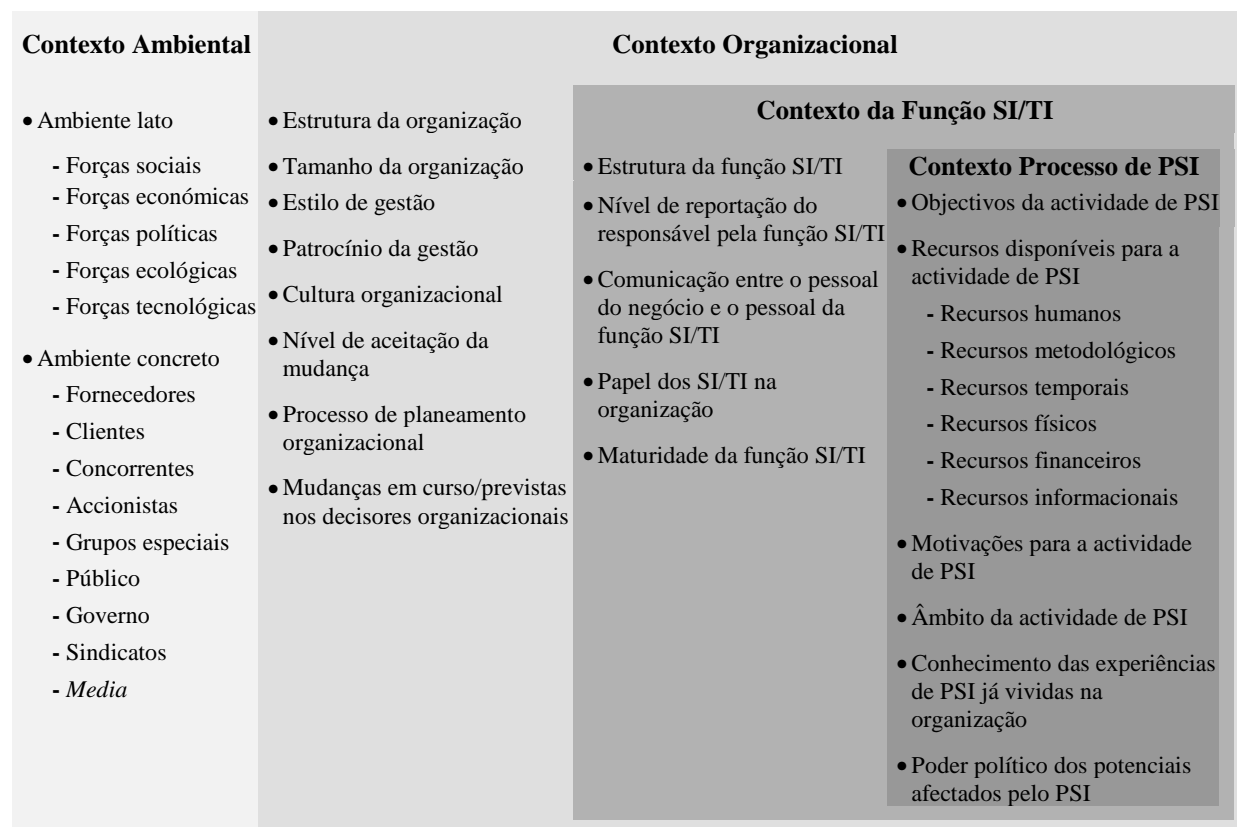 Contexto Ambiental
• Ambiente lato
- Forças sociais
- Forças económicas
- Forças políticas
- Forças ecológicas
- Forças tecnológicas
• Ambiente concreto
- Fornecedores
- Clientes
- Concorrentes
- Accionistas
- Grupos especiais
- Público
- Governo
- Sindicatos
- Media
Contexto Organizacional
• Estrutura da organização
• Tamanho da organização
• Estilo de gestão
• Patrocínio da gestão
• Cultura organizacional
• Nível de aceitação da
mudança
• Processo de planeamento
organizacional
• Mudanças em curso/previstas
nos decisores organizacionais
Contexto da Função SI/TI
• Estrutura da função SI/TI
• Nível de reportação do
responsável pela função SI/TI
• Comunicação entre o pessoal
do negócio e o pessoal da
função SI/TI
• Papel dos SI/TI na
organização
• Maturidade da função SI/TI
Contexto Processo de PSI
• Objectivos da actividade de PSI
• Recursos disponíveis para a
actividade de PSI
- Recursos humanos
- Recursos metodológicos
- Recursos temporais
- Recursos físicos
- Recursos financeiros
- Recursos informacionais
• Motivações para a actividade
de PSI
• Âmbito da actividade de PSI
• Conhecimento das experiências
de PSI já vividas na
organização
• Poder político dos potenciais
afectados pelo PSI